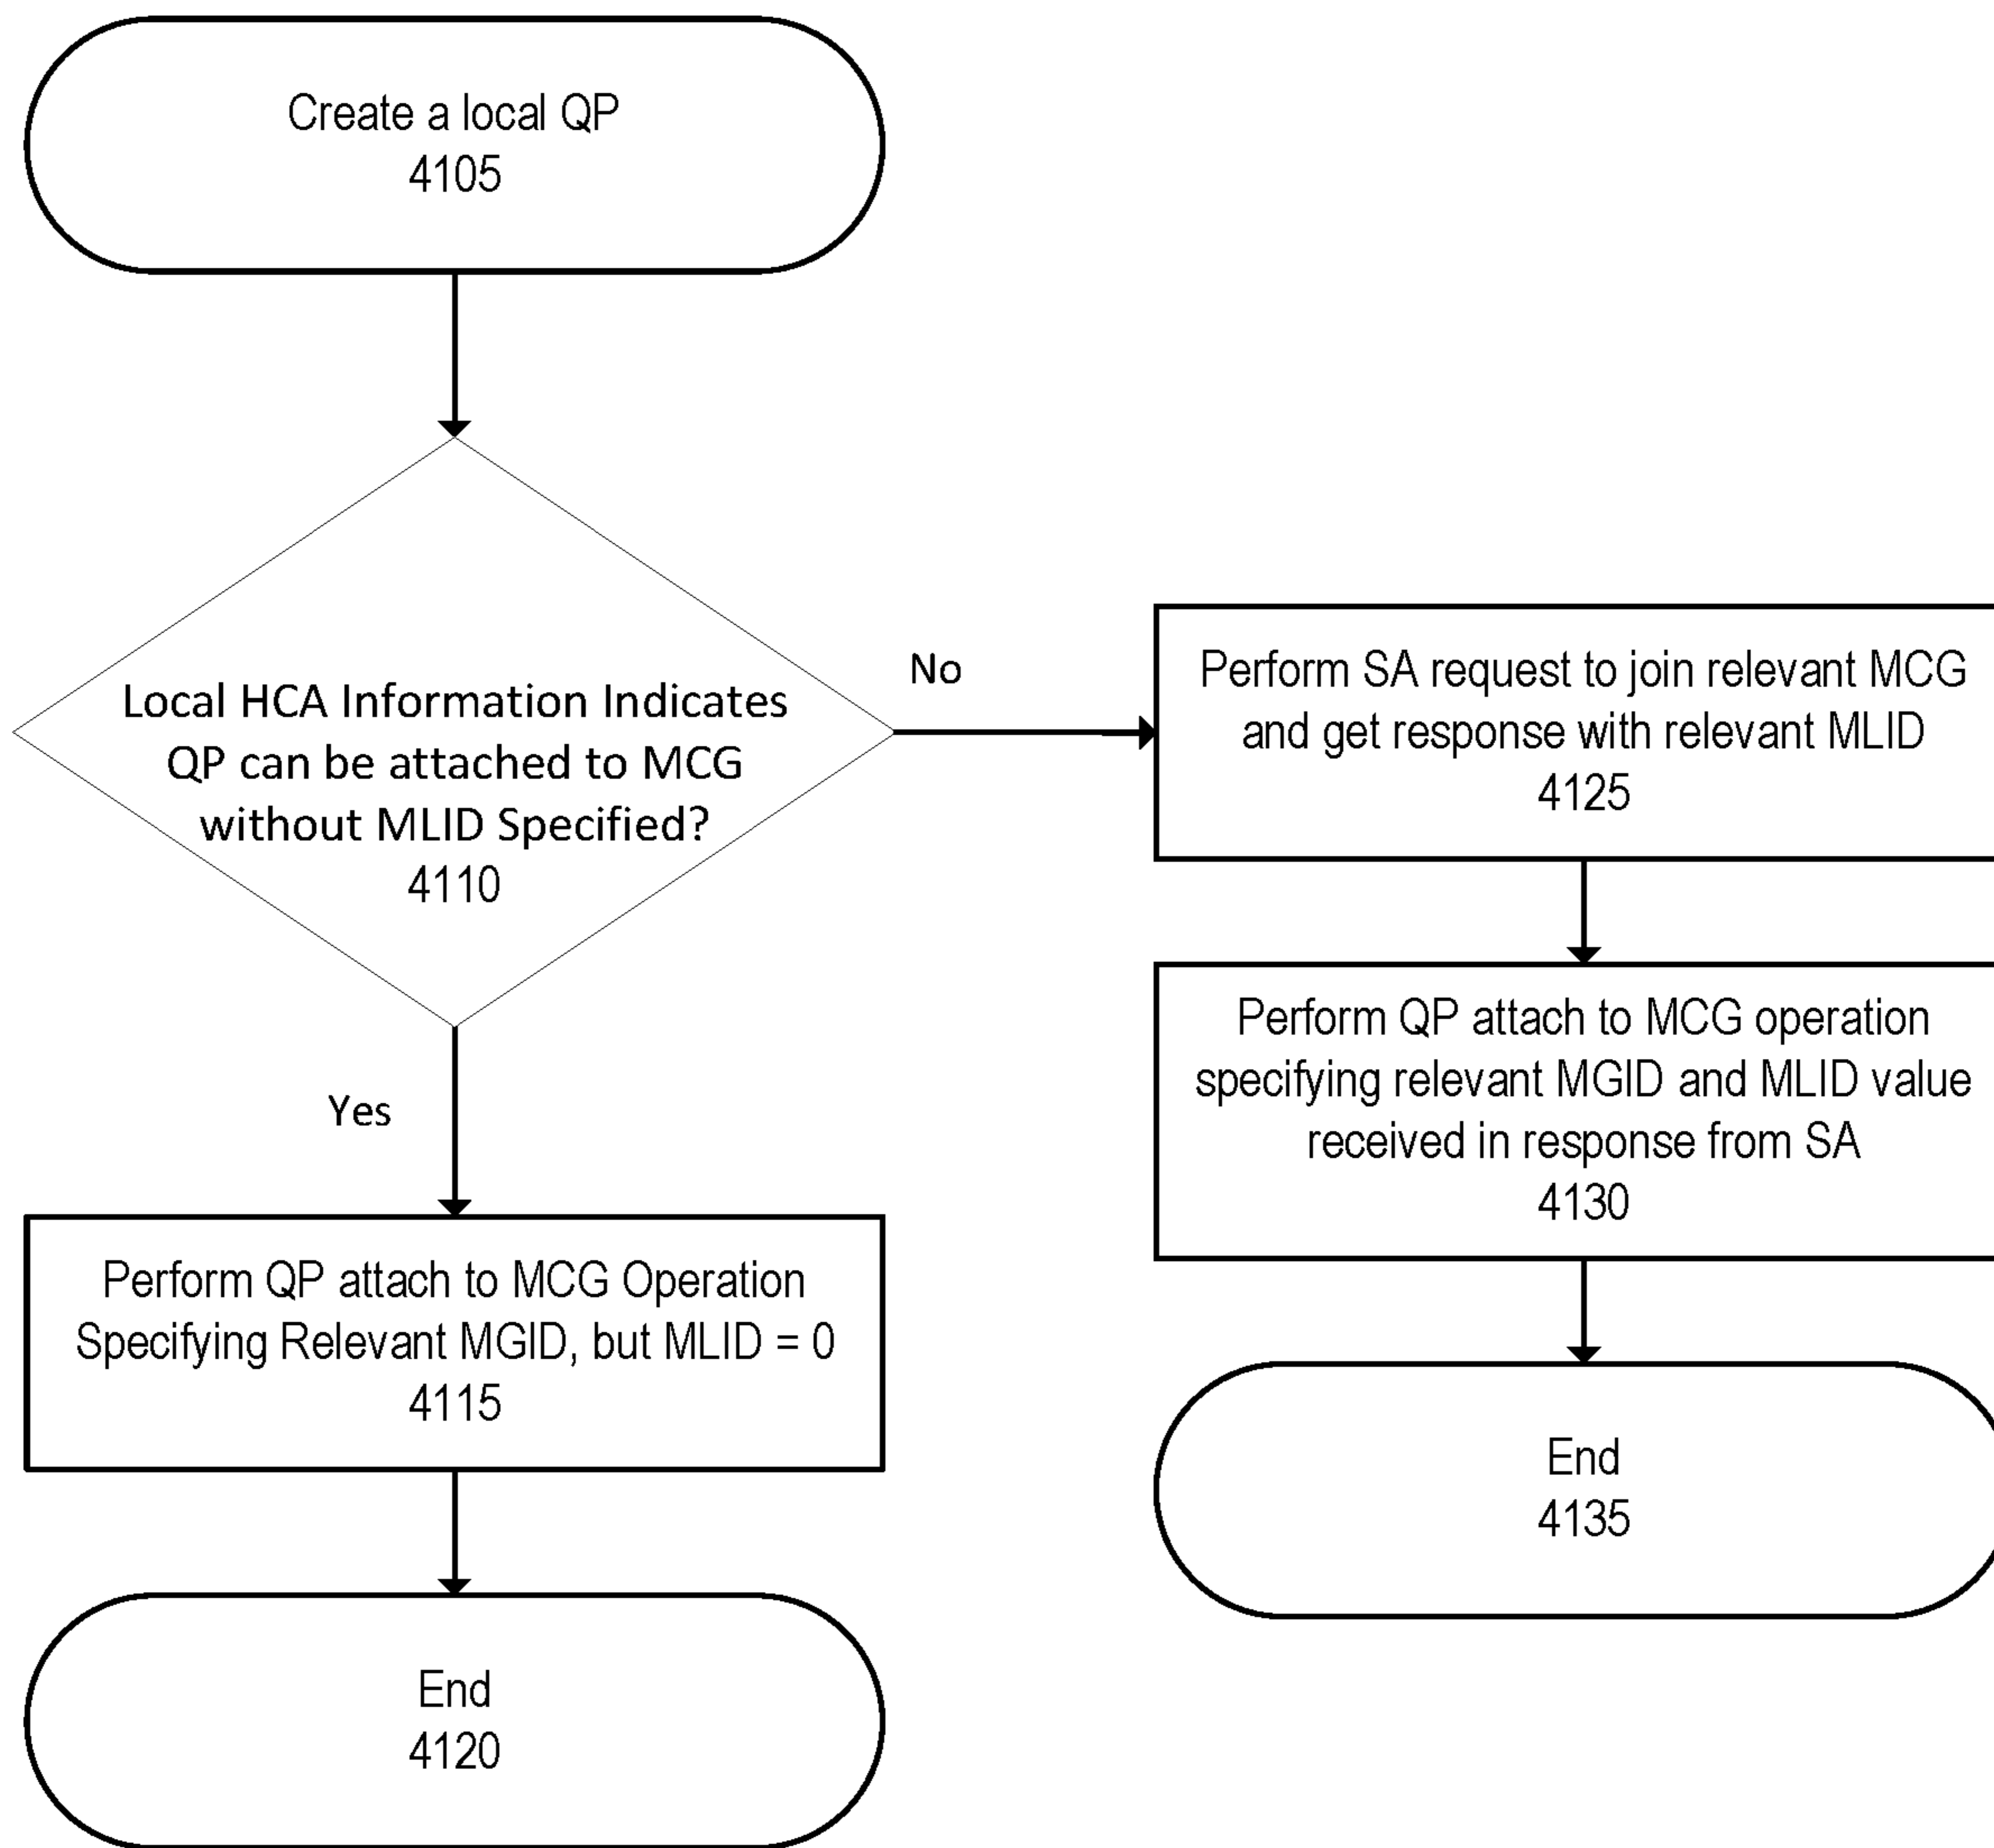 Create a local QP
4105
Local HCA Information Indicates
QP can be attached to MCG
without MLID Specified?
4110
No
Yes
Perform QP attach to MCG Operation
Specifying Relevant MGID, but MLID = 0
4115
End
4120
Perform SA request to join relevant MCG
and get response with relevant MLID
4125
Perform QP attach to MCG operation
specifying relevant MGID and MLID value
received in response from SA
4130
End
4135